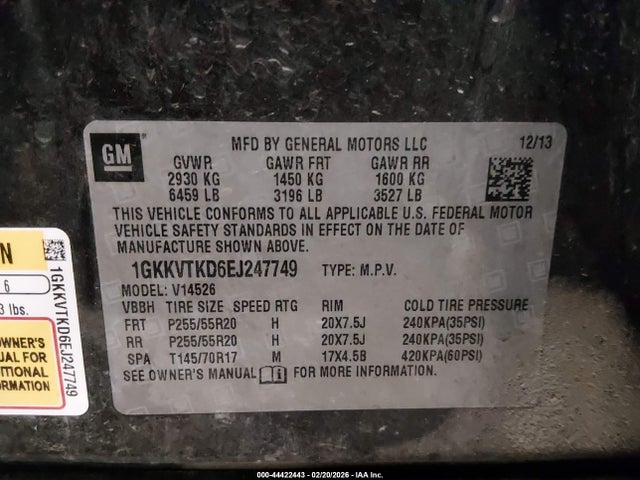 GM
MFD BY GENERAL MOTORS LLC 12/13
GVWR GAWR FRT GAWR RR
2930 KG 1450 KG 1600 KG
6459 LB 3196 LB 3527 LB
THIS VEHICLE CONFORMS TO ALL APPLICABLE U.S. FEDERAL MOTOR
VEHICLE SAFETY STANDARDS IN EFFECT ON THE DATE OF
MANUFACTURE SHOWN ABOVE.
1GKKVTKD6EJ247749 TYPE: M.P.V.
MODEL: V14526
VBBH TIRE SIZE SPEED RTG RIM COLD TIRE PRESSURE
FRT P255/55R20 H 20X7.5J 240KPA(35PSI)
RR P255/55R20 H 20X7.5J 240KPA(35PSI)
SPA T145/70R17 M 17X4.5B 420KPA(60PSI)
SEE OWNER'S MANUAL FOR MORE INFORMATION.
N
6
3 lbs.
OWNER'S
MANUAL FOR
INFORMATION
1GKKVTKD6EJ247749
000-44422443 - 02/20/2026 - IAA Inc.